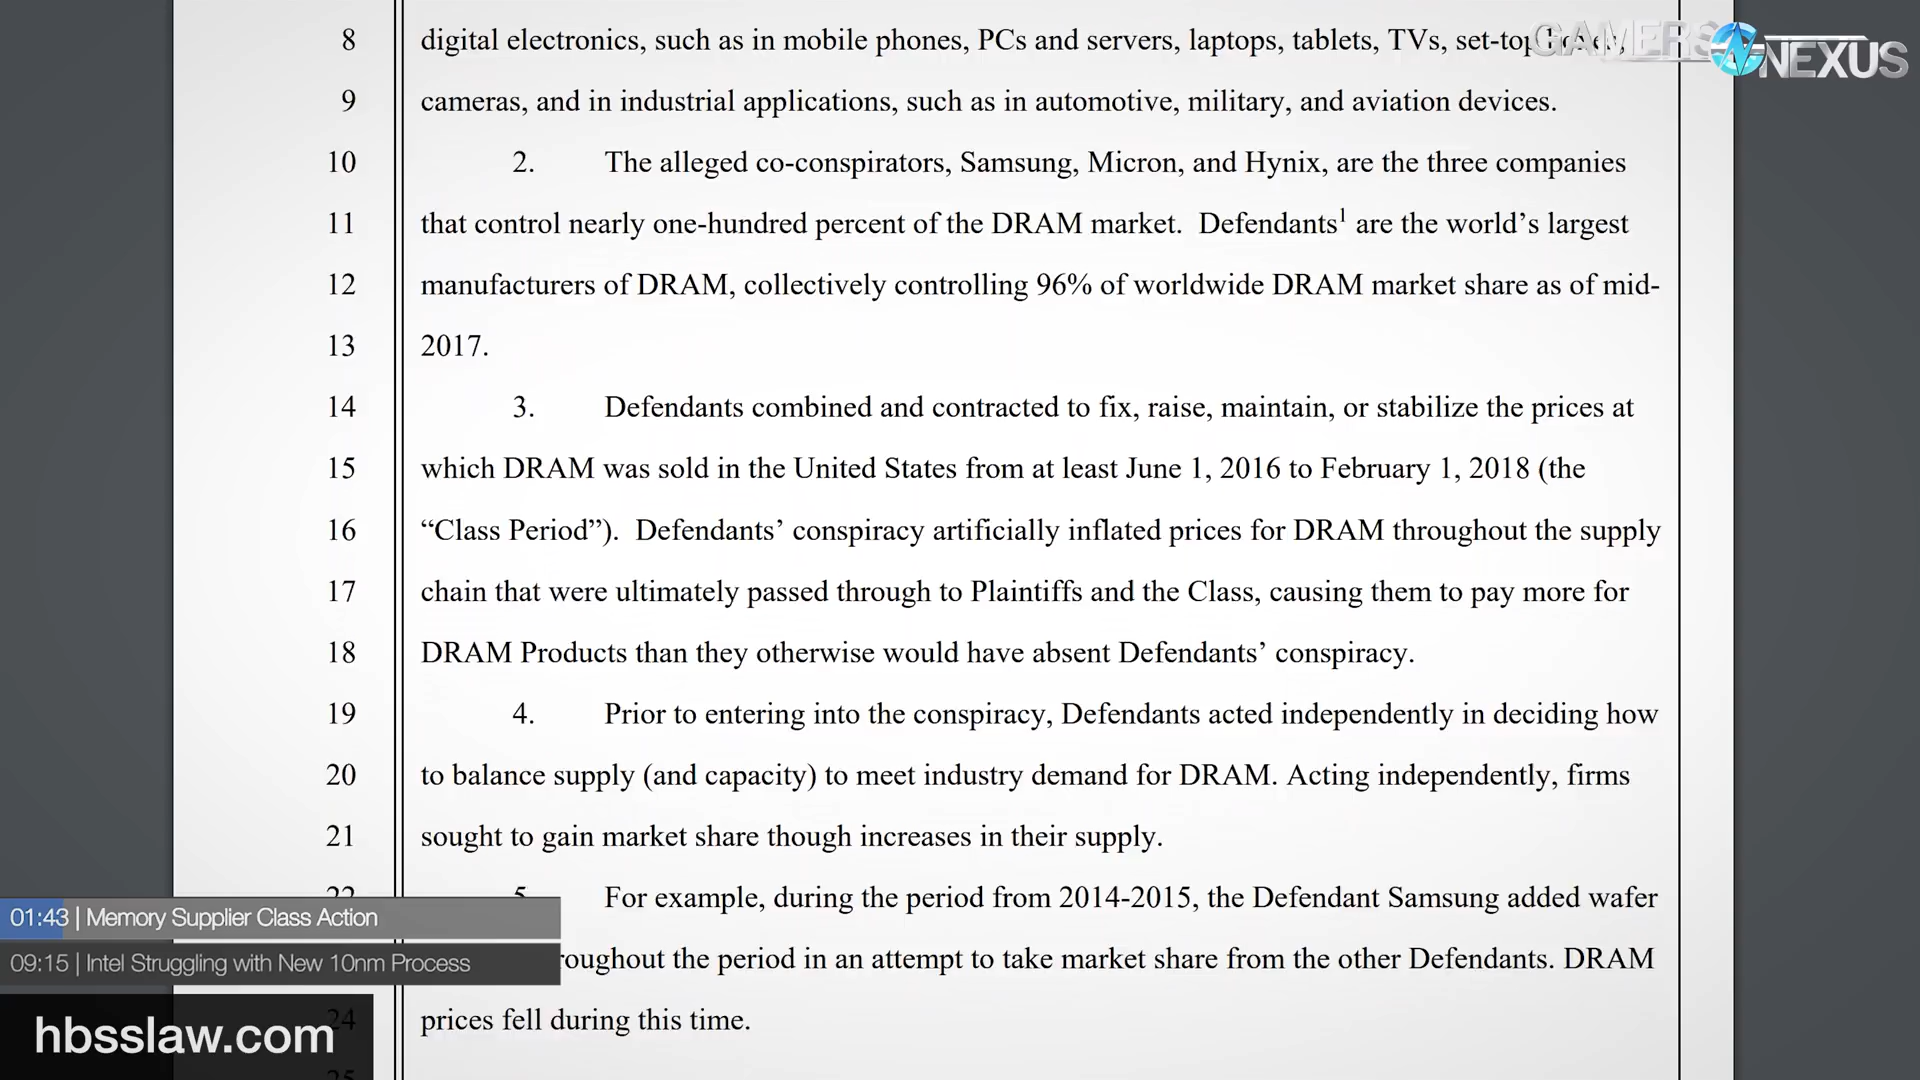 GAMERS NEXUS
8 digital electronics, such as in mobile phones, PCs and servers, laptops, tablets, TVs, set-top
9 cameras, and in industrial applications, such as in automotive, military, and aviation devices.
10 2. The alleged co-conspirators, Samsung, Micron, and Hynix, are the three companies
11 that control nearly one-hundred percent of the DRAM market. Defendants¹ are the world’s largest
12 manufacturers of DRAM, collectively controlling 96% of worldwide DRAM market share as of mid-
13 2017.
14 3. Defendants combined and contracted to fix, raise, maintain, or stabilize the prices at
15 which DRAM was sold in the United States from at least June 1, 2016 to February 1, 2018 (the
16 “Class Period”). Defendants’ conspiracy artificially inflated prices for DRAM throughout the supply
17 chain that were ultimately passed through to Plaintiffs and the Class, causing them to pay more for
18 DRAM Products than they otherwise would have absent Defendants’ conspiracy.
19 4. Prior to entering into the conspiracy, Defendants acted independently in deciding how
20 to balance supply (and capacity) to meet industry demand for DRAM. Acting independently, firms
21 sought to gain market share though increases in their supply.
22 5. For example, during the period from 2014-2015, the Defendant Samsung added wafer
roughout the period in an attempt to take market share from the other Defendants. DRAM
24 prices fell during this time.
01:43 | Memory Supplier Class Action
09:15 | Intel Struggling with New 10nm Process
hbsslaw.com